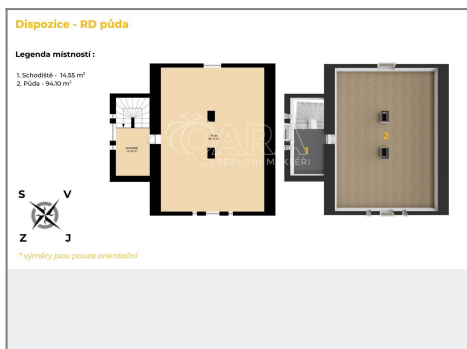 Dispozice - RD půda
Legenda místností :
1. Schodiště - 14.55 m²
2. Půda - 94.10 m²
REALITNÍ MAKLÉŘI
1
2
S V
Z J
* výměry jsou pouze orientační